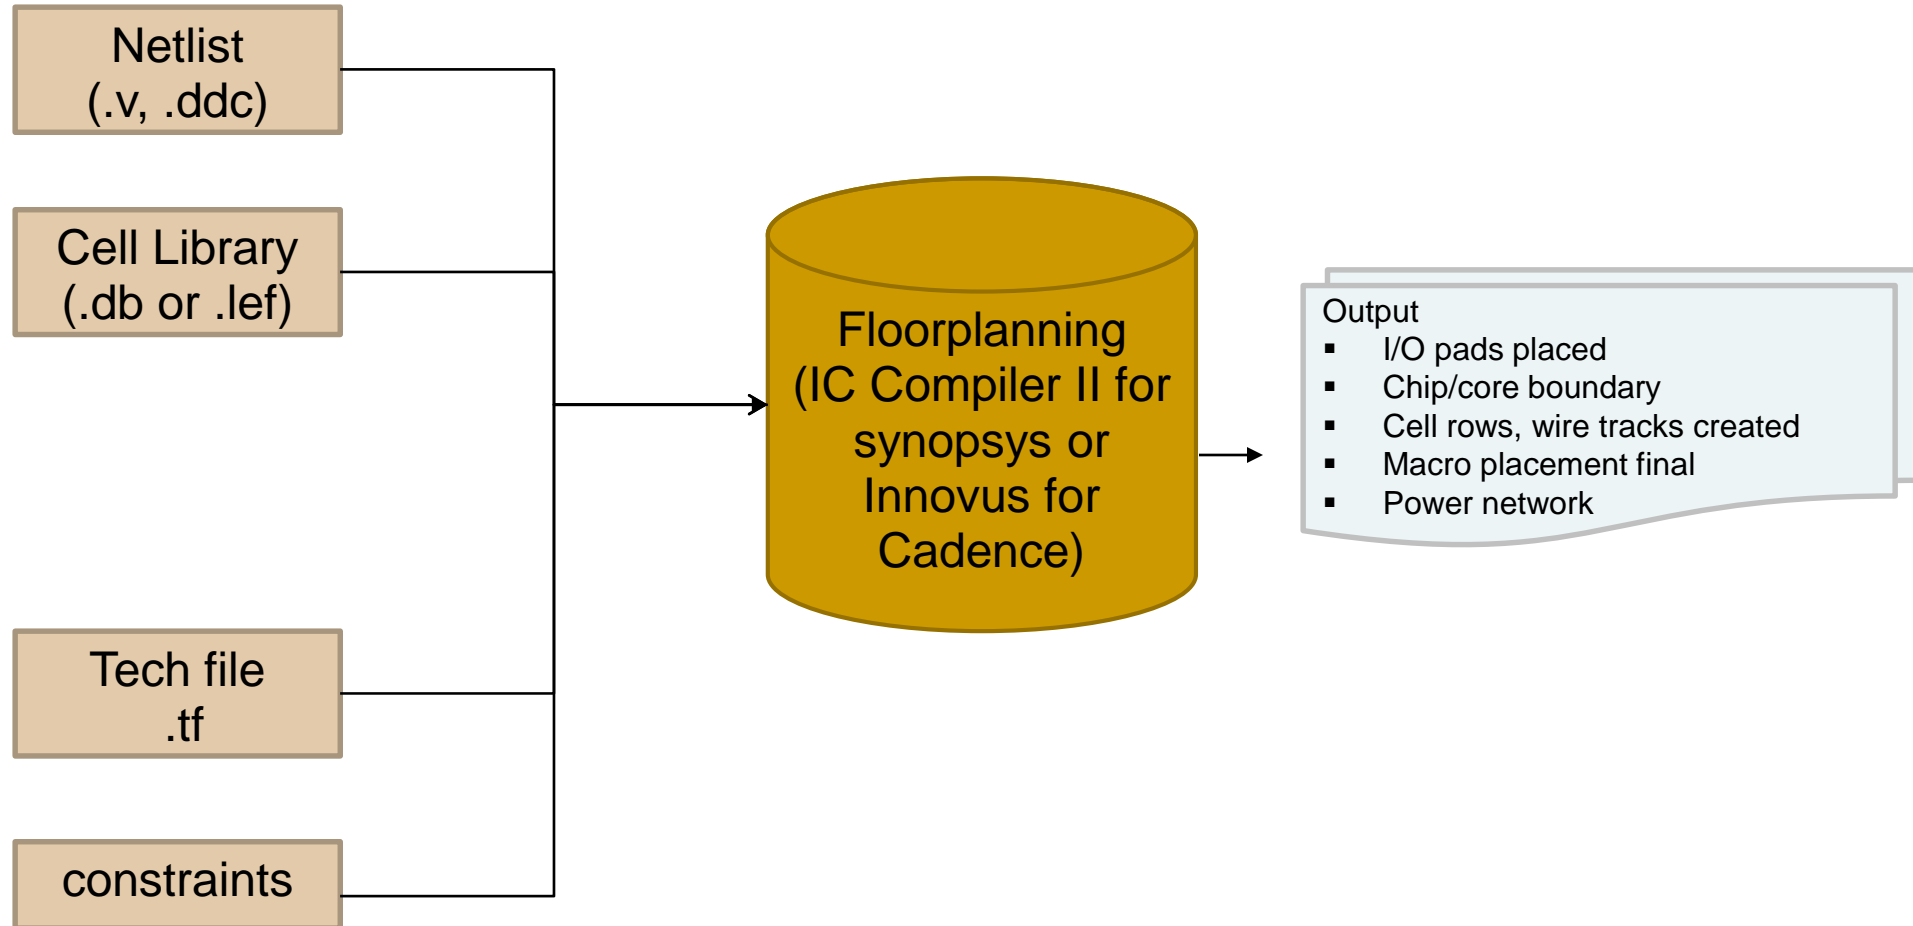 Netlist
(.v, .ddc)
Cell Library
(.db or .lef)
Tech file
.tf
constraints
Floorplanning
(IC Compiler II for
synopsys or
Innovus for
Cadence)
Output
▪ I/O pads placed
▪ Chip/core boundary
▪ Cell rows, wire tracks created
▪ Macro placement final
▪ Power network